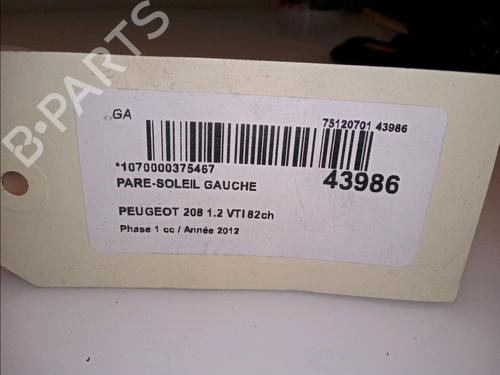 B-PARTS
GA
75120701 43986
*1070000375467
43986
PARE-SOLEIL GAUCHE
PEUGEOT 208 1.2 VTI 82ch
Phase 1 cc / Année 2012